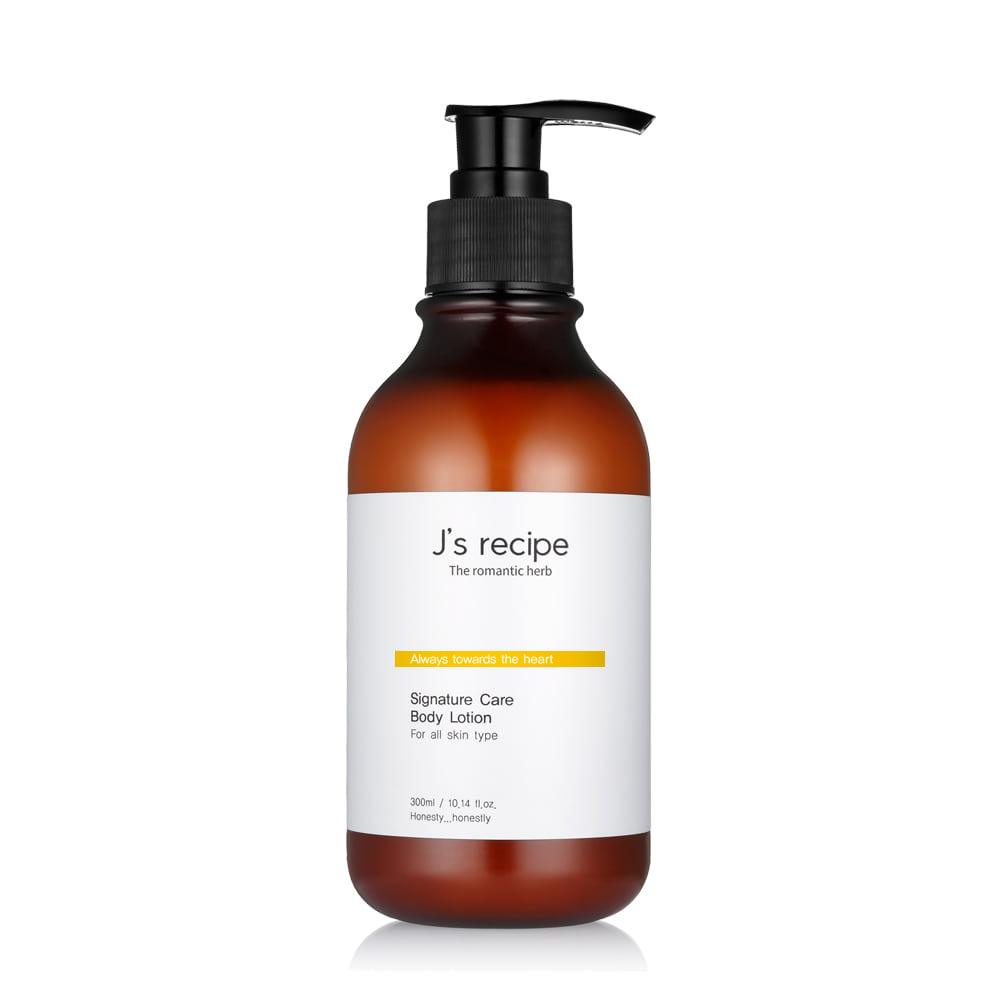 J's recipe
The romantic herb
Always towards the heart
Signature Care
Body Lotion
For all skin type
300ml / 10.14 fl.oz.
Honesty...honestly